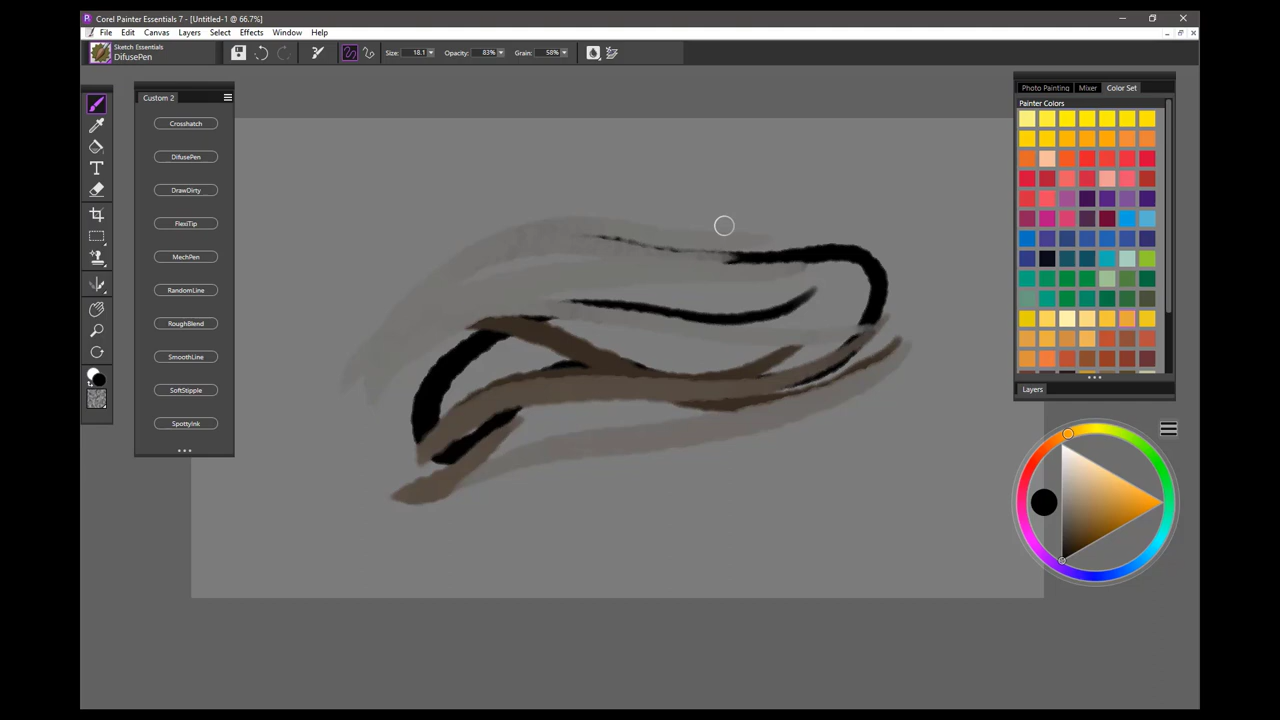 Corel Painter Essentials 7 - [Untitled-1 @ 66.7%]
File Edit Canvas Layers Select Effects Window Help
Sketch Essentials
DifusePen
Size: 18.1 Opacity: 83% Grain: 58%
Custom 2
Crosshatch
DifusePen
DrawDirty
FlexiTip
MechPen
RandomLine
RoughBlend
SmoothLine
SoftStipple
SpottyInk
Photo Painting Mixer Color Set
Painter Colors
Layers